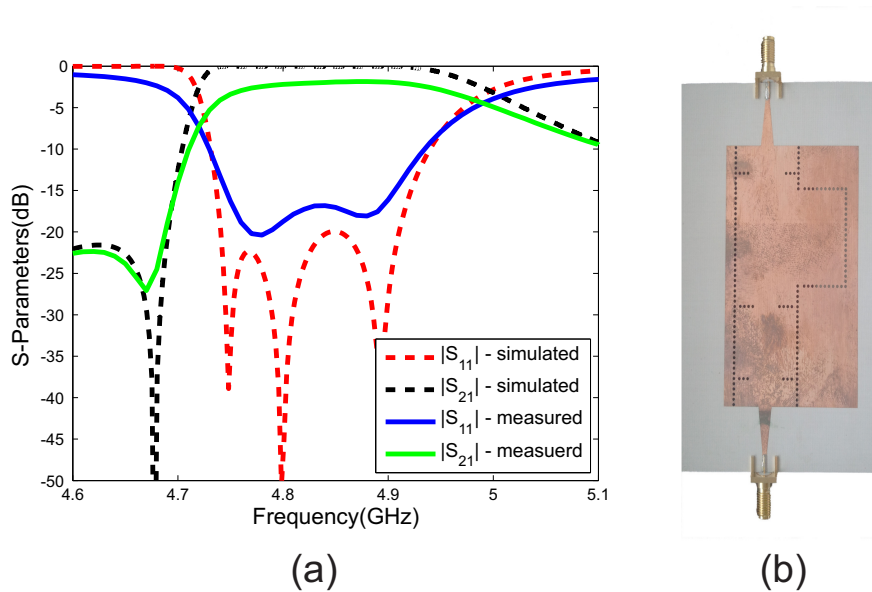 0
-5
-10
-15
-20
-25
-30
-35
-40
-45
-50
4.6
4.7
4.8
4.9
5
5.1
S-Parameters(dB)
Frequency(GHz)
|S11| - simulated
|S21| - simulated
|S11| - measured
|S21| - measuerd
(a)
(b)